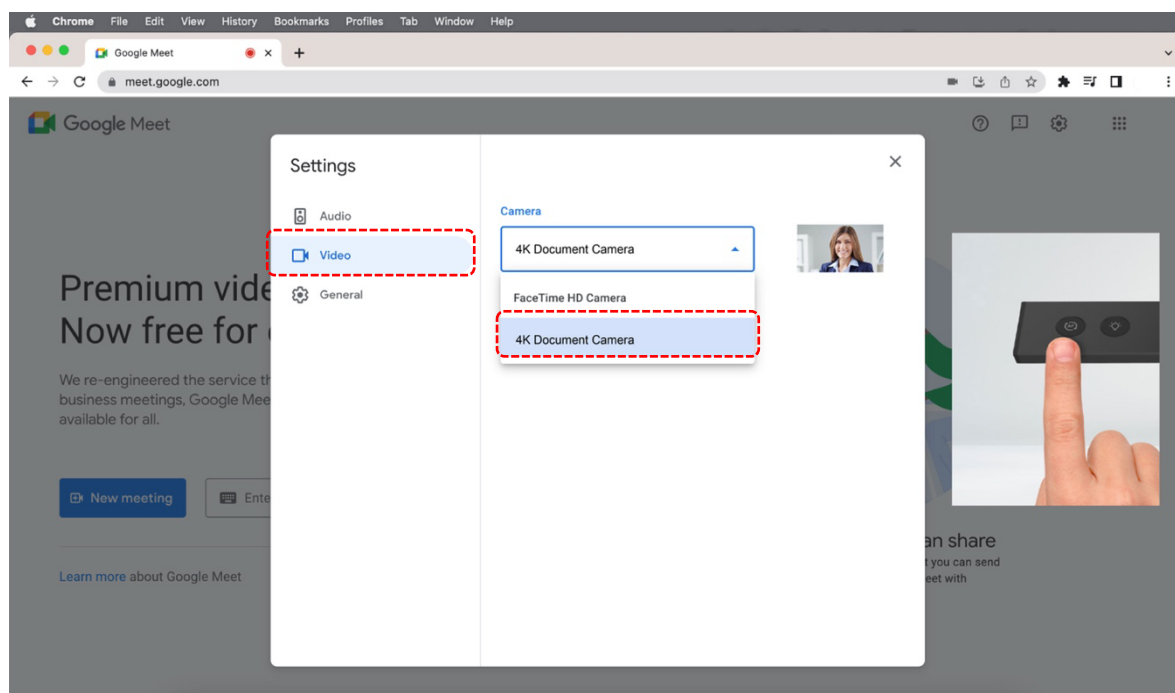 Chrome File Edit View History Bookmarks Profiles Tab Window Help
Google Meet
meet.google.com
Google Meet
Settings
Audio
Video
General
Camera
4K Document Camera
FaceTime HD Camera
4K Document Camera
Premium vide
Now free for
We re-engineered the service th
business meetings, Google Mee
available for all.
New meeting
Ente
Learn more about Google Meet
an share
t you can send
eet with